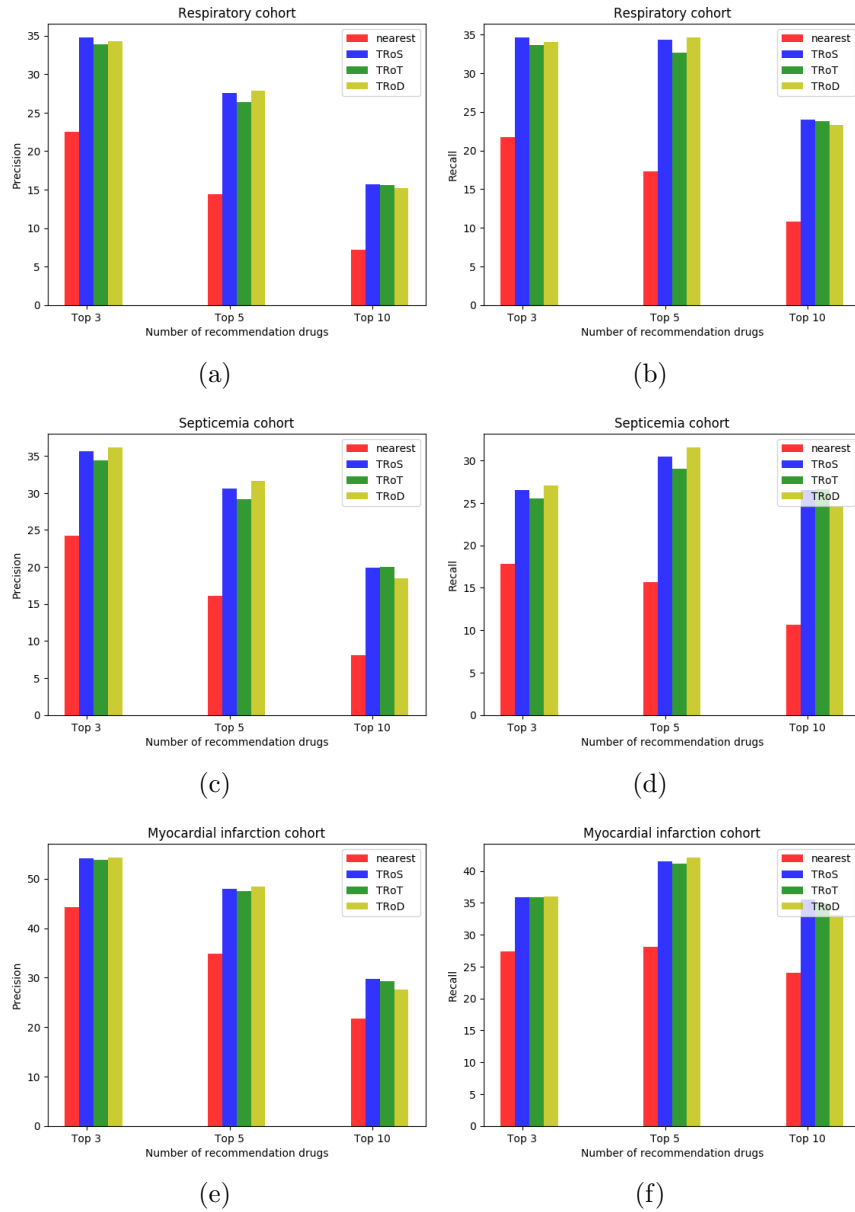 Respiratory cohort
nearest
TRoS
TRoT
TRoD
Precision
35
30
25
20
15
10
5
0
Top 3
Top 5
Top 10
Number of recommendation drugs
(a)
Respiratory cohort
nearest
TRoS
TRoT
TRoD
Recall
35
30
25
20
15
10
5
0
Top 3
Top 5
Top 10
Number of recommendation drugs
(b)
Septicemia cohort
nearest
TRoS
TRoT
TRoD
Precision
35
30
25
20
15
10
5
0
Top 3
Top 5
Top 10
Number of recommendation drugs
(c)
Septicemia cohort
nearest
TRoS
TRoT
TRoD
Recall
30
25
20
15
10
5
0
Top 3
Top 5
Top 10
Number of recommendation drugs
(d)
Myocardial infarction cohort
nearest
TRoS
TRoT
TRoD
Precision
50
40
30
20
10
0
Top 3
Top 5
Top 10
Number of recommendation drugs
(e)
Myocardial infarction cohort
nearest
TRoS
TRoT
TRoD
Recall
40
35
30
25
20
15
10
5
0
Top 3
Top 5
Top 10
Number of recommendation drugs
(f)